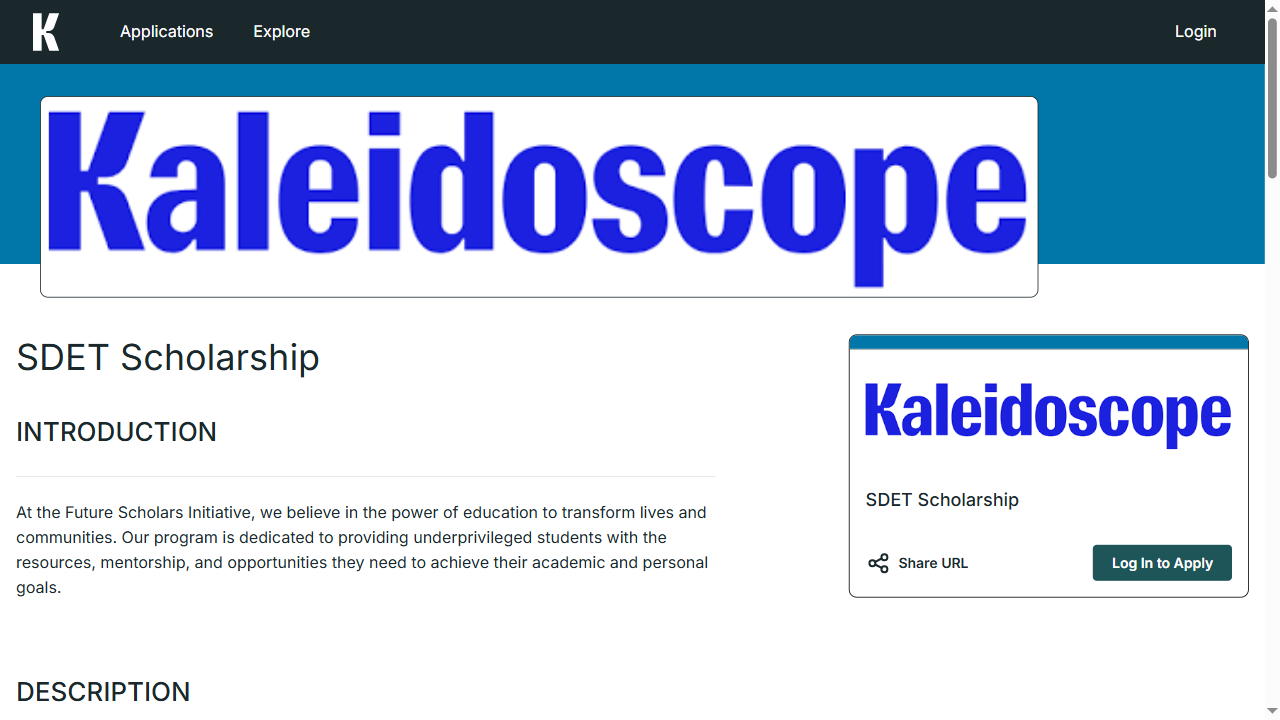 K
Applications
Explore
Login
Kaleidoscope
SDET Scholarship
INTRODUCTION
At the Future Scholars Initiative, we believe in the power of education to transform lives and
communities. Our program is dedicated to providing underprivileged students with the
resources, mentorship, and opportunities they need to achieve their academic and personal
goals.
DESCRIPTION
Kaleidoscope
SDET Scholarship
Share URL
Log In to Apply